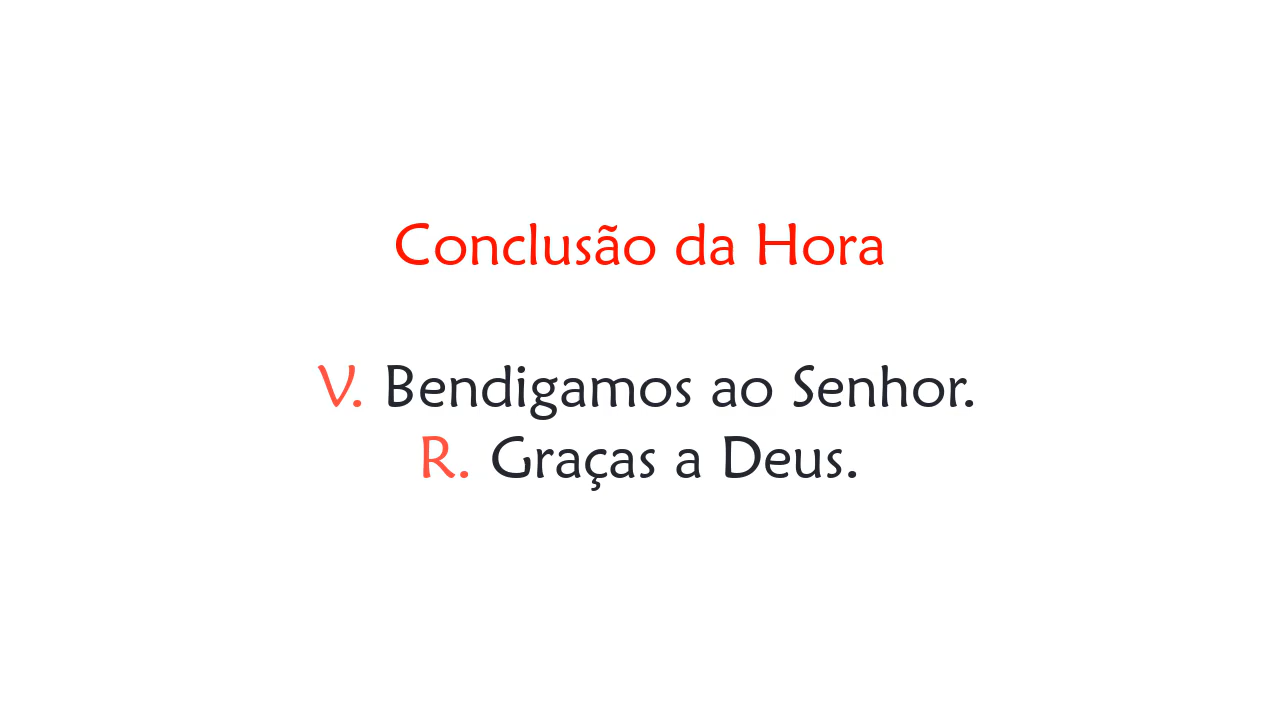 Conclusão da Hora
V. Bendigamos ao Senhor.
R. Graças a Deus.